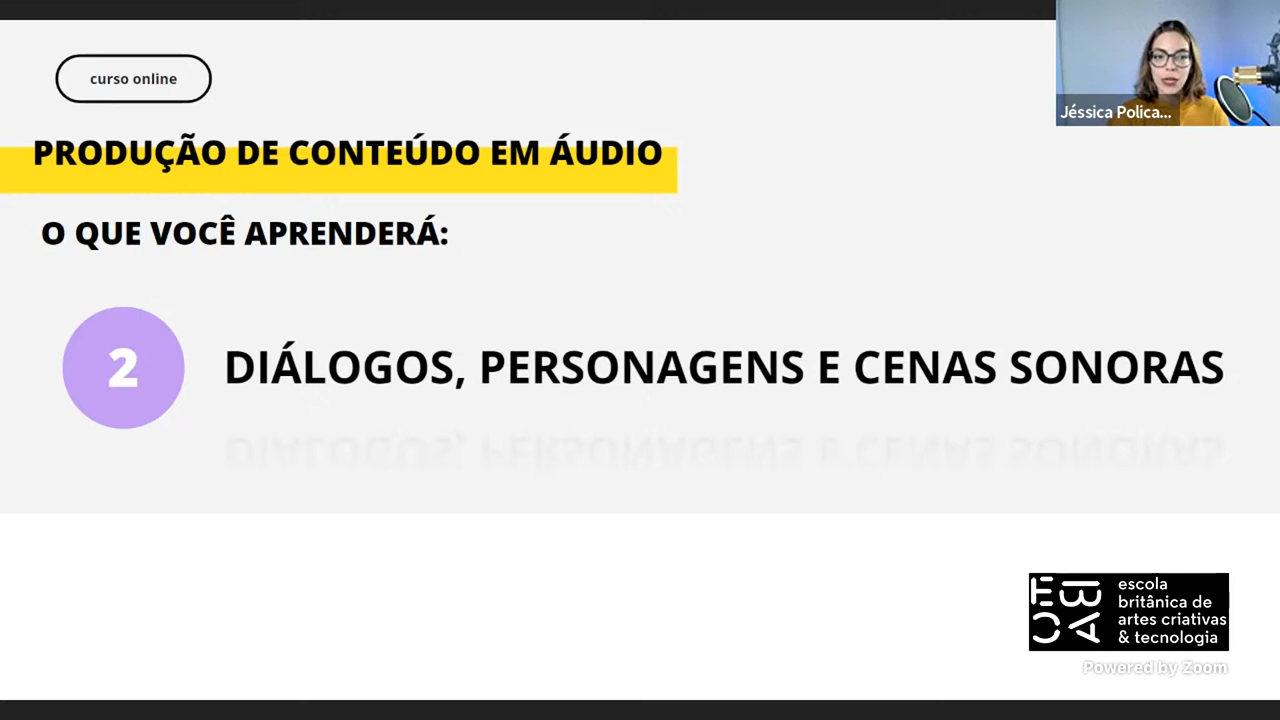 curso online
Jéssica Polica...
PRODUÇÃO DE CONTEÚDO EM ÁUDIO
O QUE VOCÊ APRENDERÁ:
2
DIÁLOGOS, PERSONAGENS E CENAS SONORAS
EBAC
escola
britânica de
artes criativas
& tecnologia
Powered by Zoom